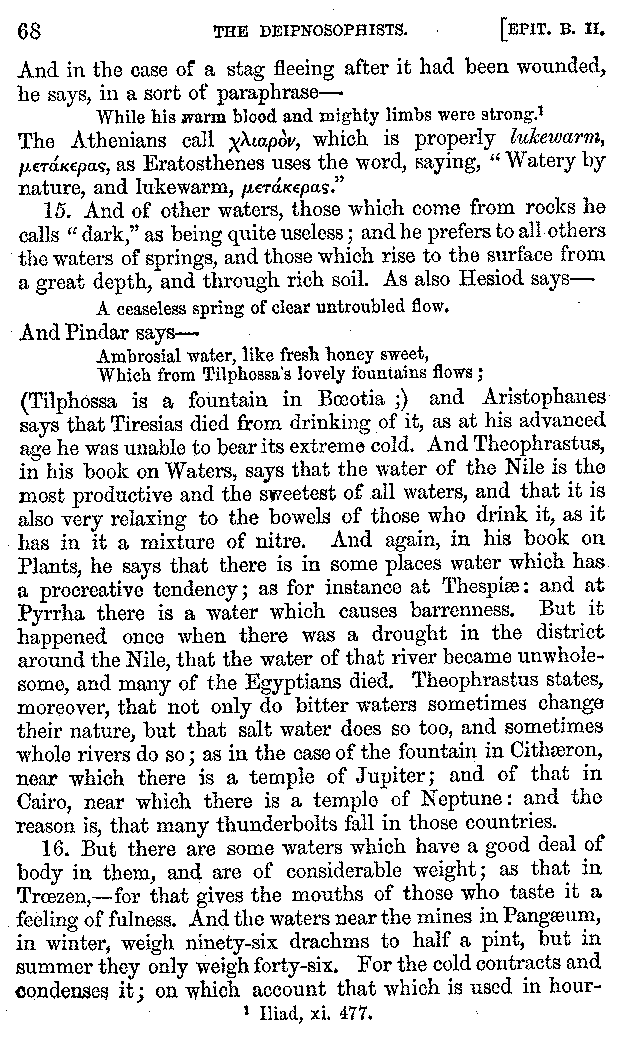 68 THE DEIPNOSOPHISTS. [EPIT. B. II.
And in the case of a stag fleeing after it had been wounded,
he says, in a sort of paraphrase—
While his warm blood and mighty limbs were strong.¹
The Athenians call χλιαρὸν, which is properly lukewarm,
μετάκερας, as Eratosthenes uses the word, saying, “Watery by
nature, and lukewarm, μετάκερας.”
15. And of other waters, those which come from rocks he
calls “dark,” as being quite useless; and he prefers to all others
the waters of springs, and those which rise to the surface from
a great depth, and through rich soil. As also Hesiod says—
A ceaseless spring of clear untroubled flow.
And Pindar says—
Ambrosial water, like fresh honey sweet,
Which from Tilphossa's lovely fountains flows;
(Tilphossa is a fountain in Bœotia ;) and Aristophanes
says that Tiresias died from drinking of it, as at his advanced
age he was unable to bear its extreme cold. And Theophrastus,
in his book on Waters, says that the water of the Nile is the
most productive and the sweetest of all waters, and that it is
also very relaxing to the bowels of those who drink it, as it
has in it a mixture of nitre. And again, in his book on
Plants, he says that there is in some places water which has
a procreative tendency; as for instance at Thespiæ: and at
Pyrrha there is a water which causes barrenness. But it
happened once when there was a drought in the district
around the Nile, that the water of that river became unwhole-
some, and many of the Egyptians died. Theophrastus states,
moreover, that not only do bitter waters sometimes change
their nature, but that salt water does so too, and sometimes
whole rivers do so; as in the case of the fountain in Cithæron,
near which there is a temple of Jupiter; and of that in
Cairo, near which there is a temple of Neptune: and the
reason is, that many thunderbolts fall in those countries.
16. But there are some waters which have a good deal of
body in them, and are of considerable weight; as that in
Trœzen,—for that gives the mouths of those who taste it a
feeling of fulness. And the waters near the mines in Pangæum,
in winter, weigh ninety-six drachms to half a pint, but in
summer they only weigh forty-six. For the cold contracts and
condenses it; on which account that which is used in hour-
¹ Iliad, xi. 477.